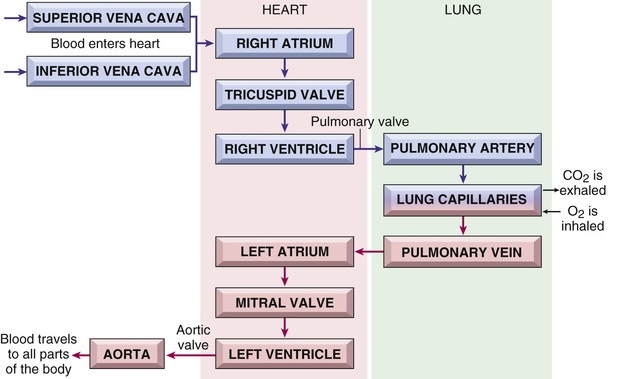 HEART
LUNG
SUPERIOR VENA CAVA
Blood enters heart
INFERIOR VENA CAVA
RIGHT ATRIUM
TRICUSPID VALVE
Pulmonary valve
RIGHT VENTRICLE
PULMONARY ARTERY
LUNG CAPILLARIES
CO2 is
exhaled
O2 is
inhaled
PULMONARY VEIN
LEFT ATRIUM
MITRAL VALVE
LEFT VENTRICLE
Aortic
valve
AORTA
Blood travels
to all parts
of the body